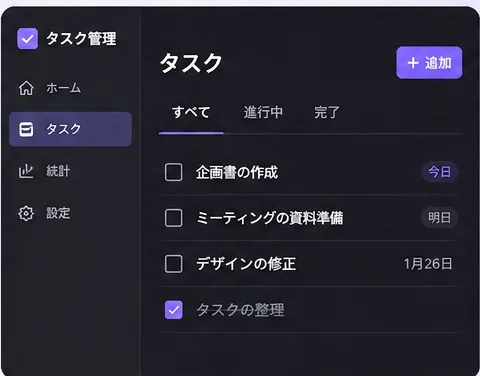 タスク管理
ホーム
タスク
統計
設定
タスク
+ 追加
すべて
進行中
完了
企画書の作成
今日
ミーティングの資料準備
明日
デザインの修正
1月26日
タスクの整理